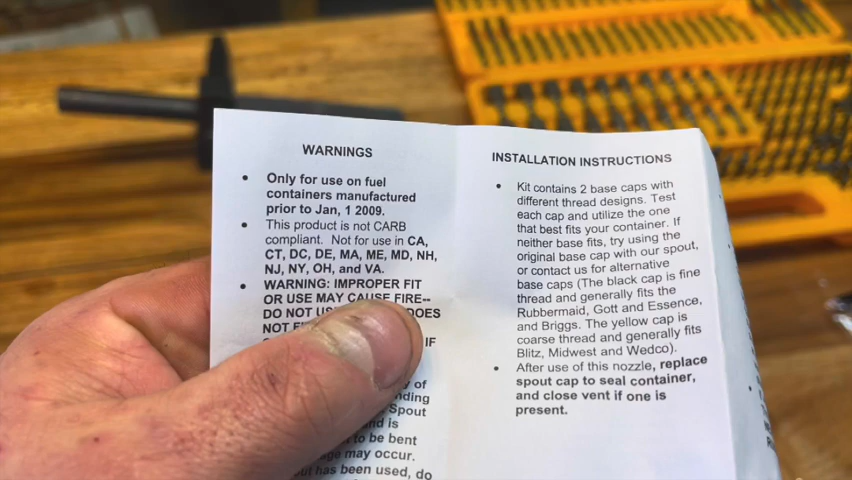 WARNINGS
Only for use on fuel
containers manufactured
prior to Jan, 1 2009.
This product is not CARB
compliant. Not for use in CA,
CT, DC, DE, MA, ME, MD, NH,
NJ, NY, OH, and VA.
WARNING: IMPROPER FIT
OR USE MAY CAUSE FIRE--
DO NOT USE DOES
NOT
IF
of
Spout
is
to be bent
may occur.
has been used, do
INSTALLATION INSTRUCTIONS
Kit contains 2 base caps with
different thread designs. Test
each cap and utilize the one
that best fits your container. If
neither base fits, try using the
original base cap with our spout,
or contact us for alternative
base caps (The black cap is fine
thread and generally fits the
Rubbermaid, Gott and Essence,
and Briggs. The yellow cap is
coarse thread and generally fits
Blitz, Midwest and Wedco).
After use of this nozzle, replace
spout cap to seal container,
and close vent if one is
present.